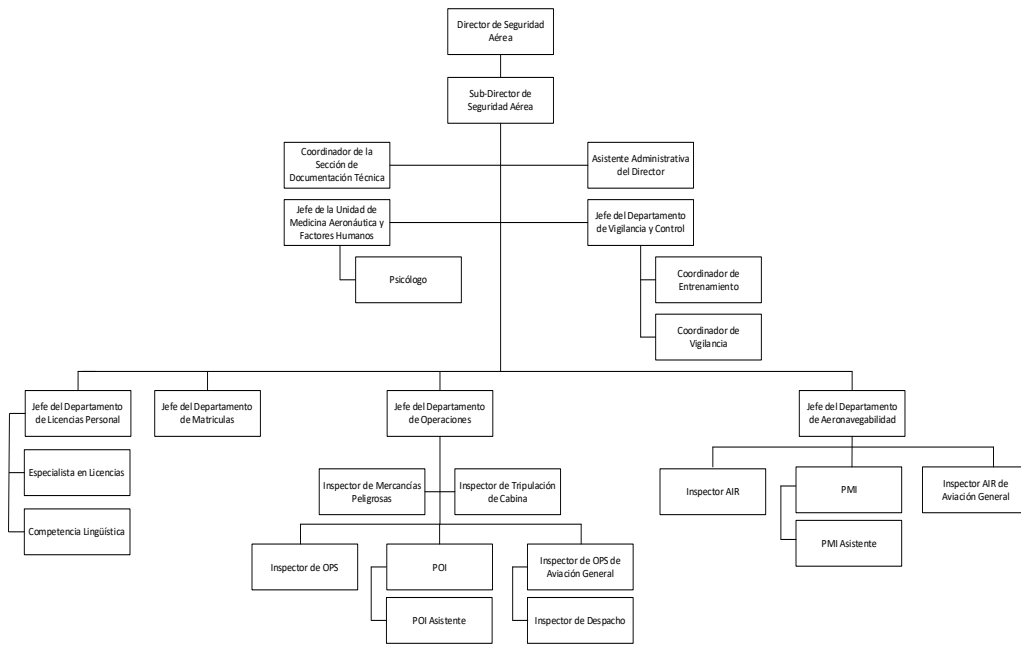 Director de Seguridad
Aérea
Sub-Director de
Seguridad Aérea
Coordinador de la
Sección de
Documentación Técnica
Asistente Administrativa
del Director
Jefe de la Unidad de
Medicina Aeronáutica y
Factores Humanos
Jefe del Departamento
de Vigilancia y Control
Psicólogo
Coordinador de
Entrenamiento
Coordinador de
Vigilancia
Jefe del Departamento
de Licencias Personal
Jefe del Departamento
de Matriculas
Jefe del Departamento
de Operaciones
Jefe del Departamento
de Aeronavegabilidad
Especialista en Licencias
Competencia Lingüística
Inspector de Mercancías
Peligrosas
Inspector de Tripulación
de Cabina
Inspector de OPS
POI
Inspector de OPS de
Aviación General
POI Asistente
Inspector de Despacho
Inspector AIR
PMI
Inspector AIR de
Aviación General
PMI Asistente